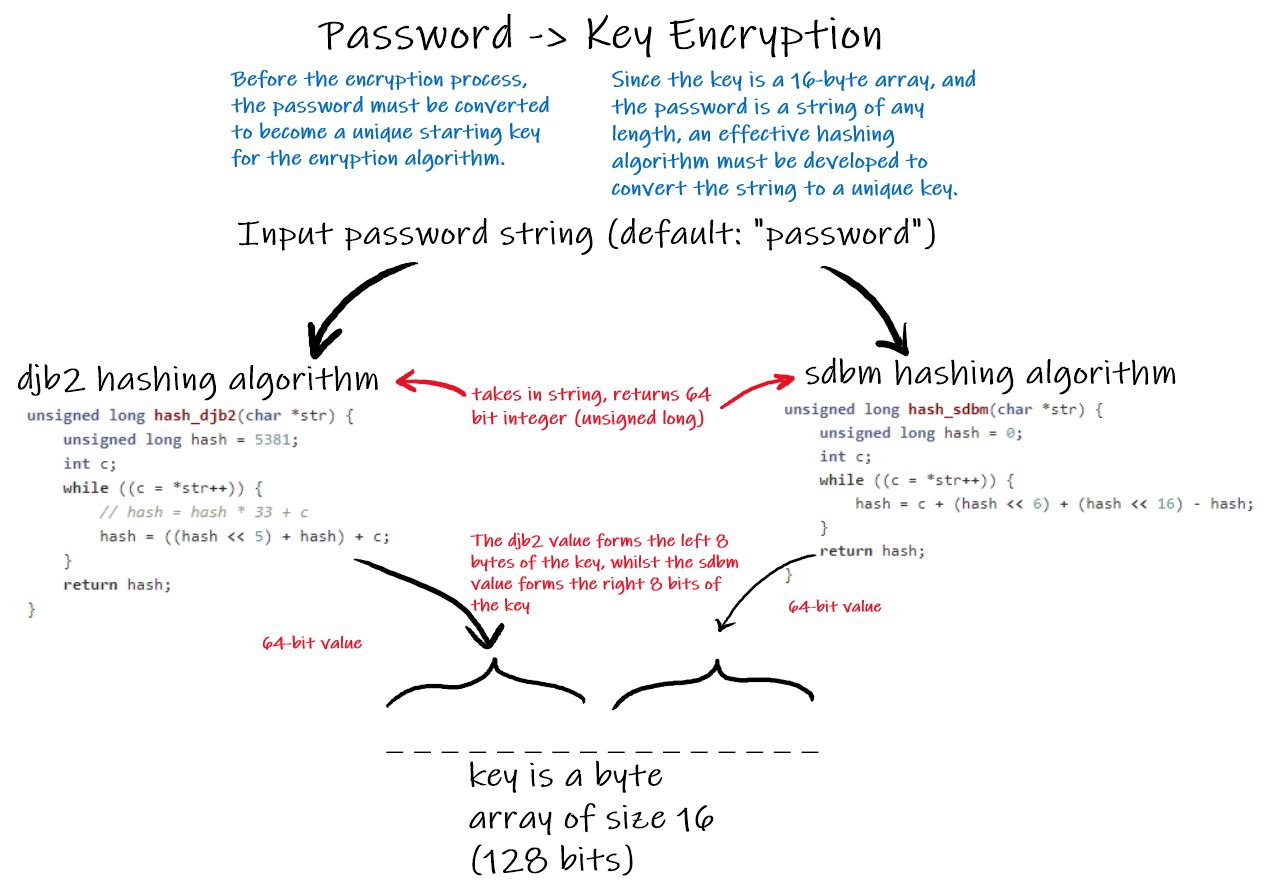 Password -> Key Encryption
Before the encryption process,
the password must be converted
to become a unique starting key
for the enryption algorithm.
Since the key is a 16-byte array, and
the password is a string of any
length, an effective hashing
algorithm must be developed to
convert the string to a unique key.
Input password string (default: "password")
djb2 hashing algorithm
unsigned long hash_djb2(char *str) {
    unsigned long hash = 5381;
    int c;
    while ((c = *str++)) {
        // hash = hash * 33 + c
        hash = ((hash << 5) + hash) + c;
    }
    return hash;
}
takes in string, returns 64
bit integer (unsigned long)
sdbm hashing algorithm
unsigned long hash_sdbm(char *str) {
    unsigned long hash = 0;
    int c;
    while ((c = *str++)) {
        hash = c + (hash << 6) + (hash << 16) - hash;
    }
    return hash;
}
The djb2 value forms the left 8
bytes of the key, whilst the sdbm
value forms the right 8 bits of
the key
64-bit value
64-bit value
key is a byte
array of size 16
(128 bits)